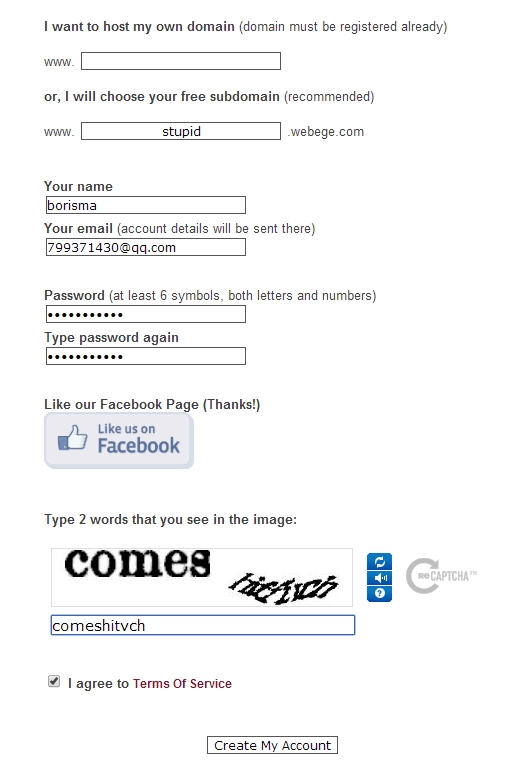 I want to host my own domain (domain must be registered already)
www.
or, I will choose your free subdomain (recommended)
www. stupid .webege.com
Your name
borisma
Your email (account details will be sent there)
799371430@qq.com
Password (at least 6 symbols, both letters and numbers)
•••••••••••
Type password again
•••••••••••
Like our Facebook Page (Thanks!)
Like us on
Facebook
Type 2 words that you see in the image:
comes
reCAPTCHA™
comeshitvch
I agree to Terms Of Service
Create My Account